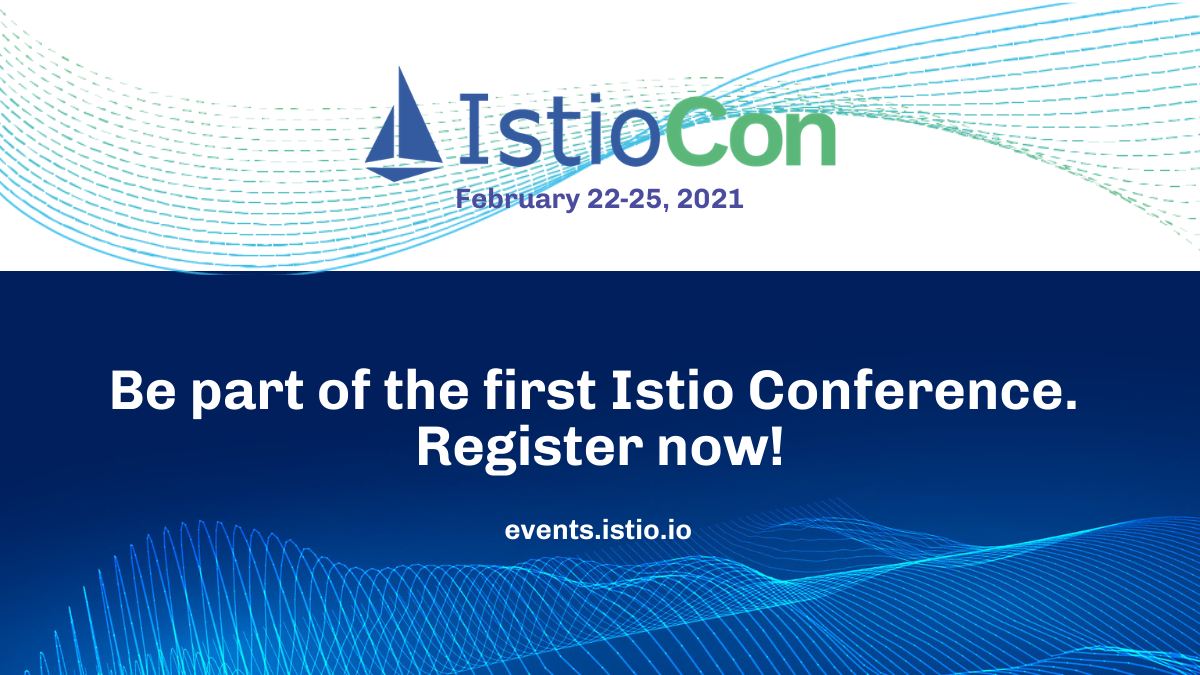 IstioCon
February 22-25, 2021
Be part of the first Istio Conference.
Register now!
events.istio.io